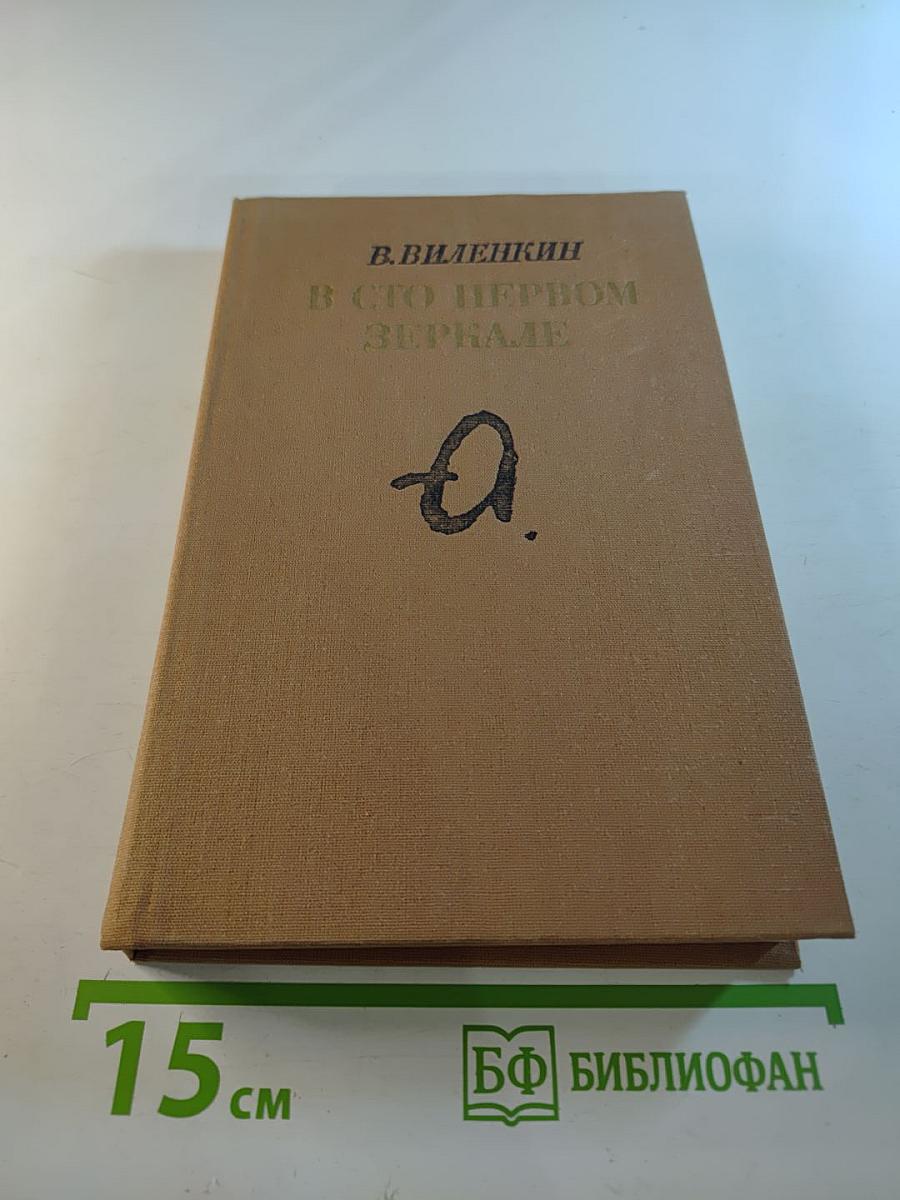 В. ВИЛЕНКИН
В СТО ПЕРВОМ
ЗЕРКАЛЕ
а.
15 см
БФ БИБЛИОФАН